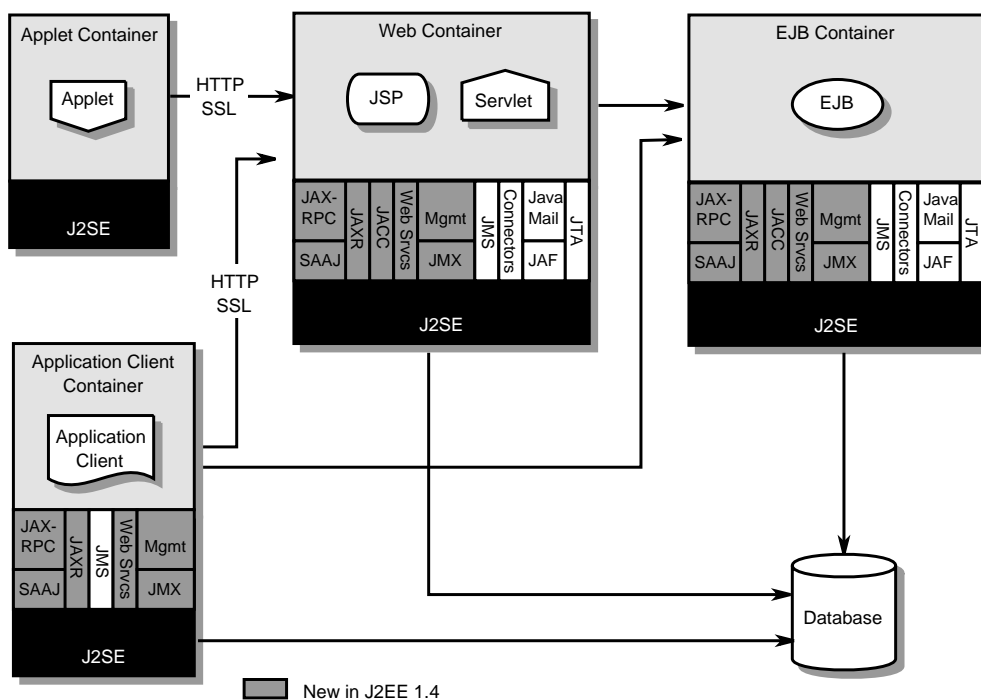 Applet Container
Applet
J2SE
HTTP
SSL
Web Container
JSP
Servlet
JAX-
RPC
SAAJ
JAXR
JACC
Web Srvcs
Mgmt
JMX
JMS
Connectors
Java
Mail
JAF
JTA
J2SE
EJB Container
EJB
JAX-
RPC
SAAJ
JAXR
JACC
Web Srvcs
Mgmt
JMX
JMS
Connectors
Java
Mail
JAF
JTA
J2SE
HTTP
SSL
Application Client
Container
Application
Client
JAX-
RPC
SAAJ
JAXR
JMS
Web Srvcs
Mgmt
JMX
J2SE
Database
New in J2EE 1.4